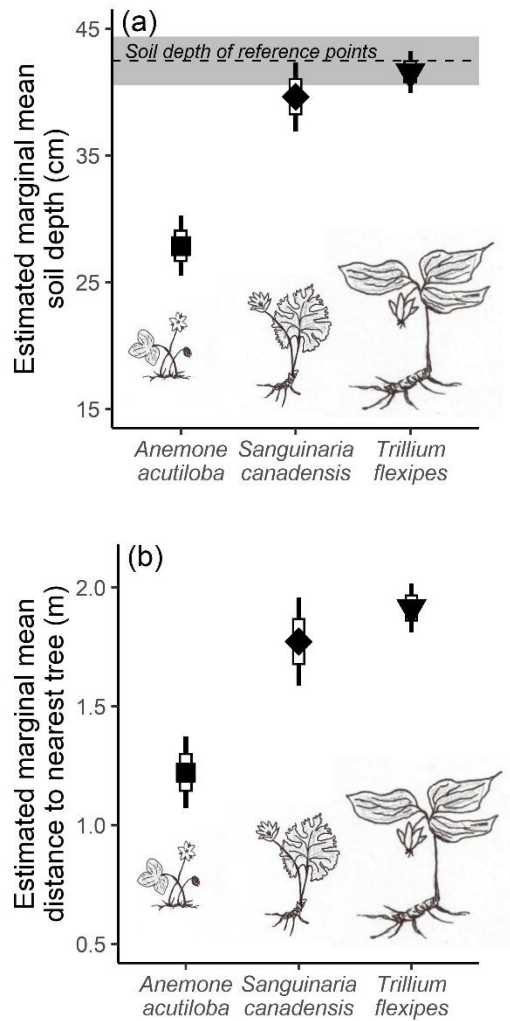 (a)
Soil depth of reference points
Estimated marginal mean
soil depth (cm)
45
35
25
15
Anemone
acutiloba
Sanguinaria
canadensis
Trillium
flexipes
(b)
Estimated marginal mean
distance to nearest tree (m)
2.0
1.5
1.0
0.5
Anemone
acutiloba
Sanguinaria
canadensis
Trillium
flexipes